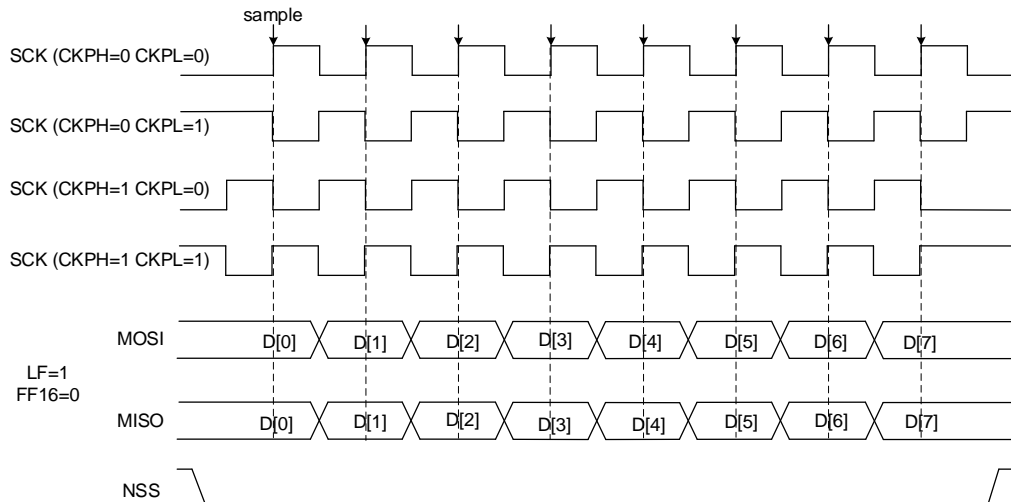 sample
SCK (CKPH=0 CKPL=0)
SCK (CKPH=0 CKPL=1)
SCK (CKPH=1 CKPL=0)
SCK (CKPH=1 CKPL=1)
MOSI D[0] D[1] D[2] D[3] D[4] D[5] D[6] D[7]
LF=1
FF16=0
MISO D[0] D[1] D[2] D[3] D[4] D[5] D[6] D[7]
NSS